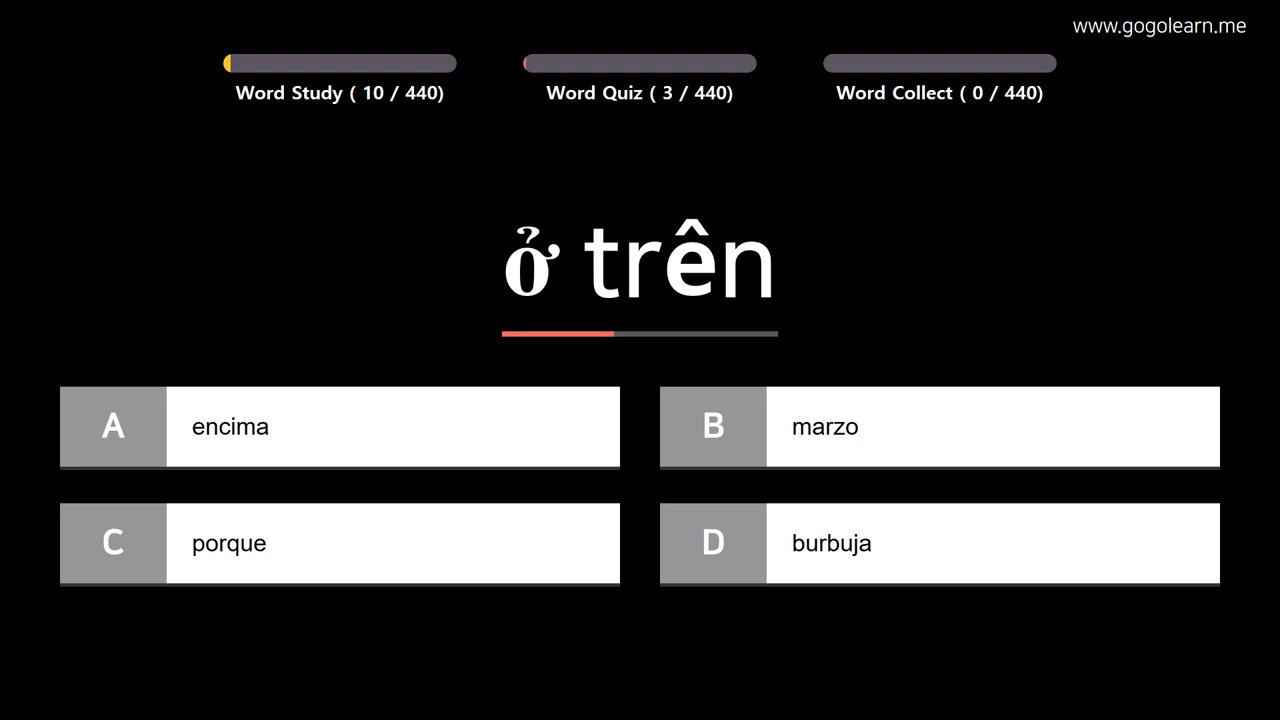 www.gogolearn.me
Word Study ( 10 / 440)
Word Quiz ( 3 / 440)
Word Collect ( 0 / 440)
ở trên
A encima
B marzo
C porque
D burbuja